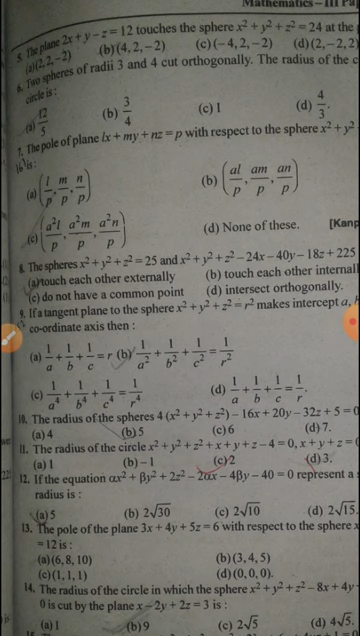 Mathematics—III Pa
5. The plane 2x + y – z = 12 touches the sphere x² + y² + z² = 24 at the
(a)(2, 2, –2) (b)(4, 2, –2) (c)(–4, 2, –2) (d)(2, –2, 2)
6. Two spheres of radii 3 and 4 cut orthogonally. The radius of the c
circle is :
(a) 12/5 (b) 3/4 (c) 1 (d) 4/3.
7. The pole of plane lx + my + nz = p with respect to the sphere x² + y²
is :
(a) (l/p, m/p, n/p) (b) (al/p, am/p, an/p)
(c) (a²l/p, a²m/p, a²n/p) (d) None of these. [Kanp
8. The spheres x² + y² + z² = 25 and x² + y² + z² – 24x – 40y – 18z + 225
(a) touch each other externally (b) touch each other internal
(c) do not have a common point (d) intersect orthogonally.
9. If a tangent plane to the sphere x² + y² + z² = r² makes intercept a,
co-ordinate axis then :
(a) 1/a + 1/b + 1/c = r (b) 1/a² + 1/b² + 1/c² = 1/r²
(c) 1/a⁴ + 1/b⁴ + 1/c⁴ = 1/r⁴ (d) 1/a + 1/b + 1/c = 1/r.
10. The radius of the spheres 4 (x² + y² + z²) – 16x + 20y – 32z + 5 = 0
(a) 4 (b) 5 (c) 6 (d) 7.
11. The radius of the circle x² + y² + z² + x + y + z – 4 = 0, x + y + z =
(a) 1 (b) –1 (c) 2 (d) 3.
12. If the equation αx² + βy² + 2z² – 2αx – 4βy – 40 = 0 represent a
radius is :
(a) 5 (b) 2√30 (c) 2√10 (d) 2√15.
13. The pole of the plane 3x + 4y + 5z = 6 with respect to the sphere x
= 12 is :
(a) (6, 8, 10) (b) (3, 4, 5)
(c) (1, 1, 1) (d) (0, 0, 0).
14. The radius of the circle in which the sphere x² + y² + z² – 8x + 4y
0 is cut by the plane x – 2y + 2z = 3 is :
(a) 1 (b) 9 (c) 2√5 (d) 4√5.